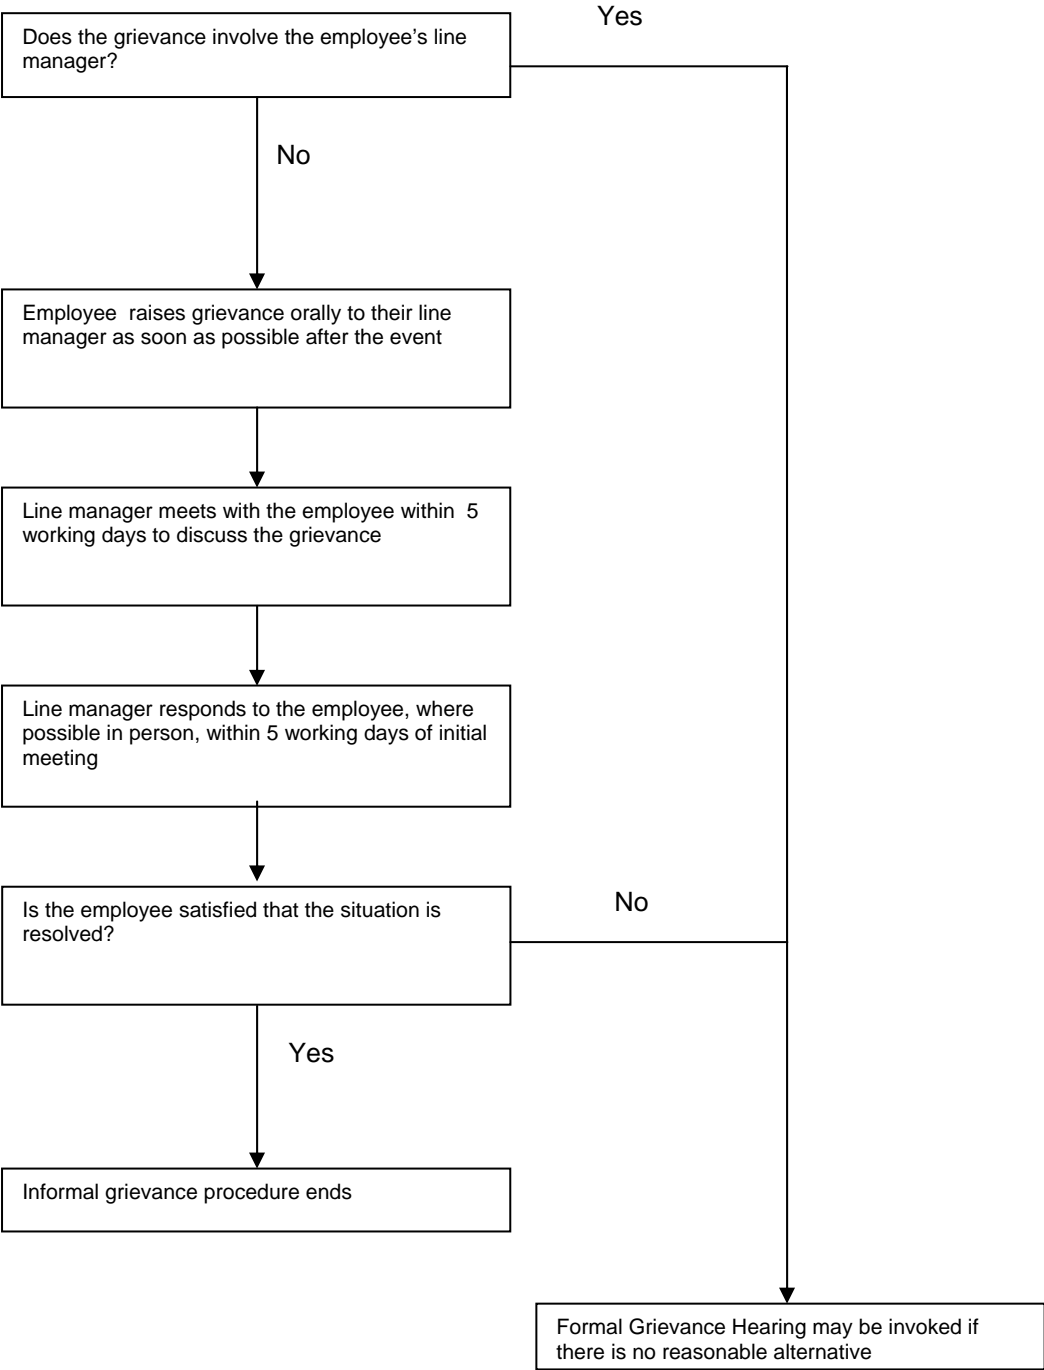 Yes
Does the grievance involve the employee’s line
manager?
No
Employee  raises grievance orally to their line
manager as soon as possible after the event
Line manager meets with the employee within  5
working days to discuss the grievance
Line manager responds to the employee, where
possible in person, within 5 working days of initial
meeting
Is the employee satisfied that the situation is
resolved?
No
Yes
Informal grievance procedure ends
Formal Grievance Hearing may be invoked if
there is no reasonable alternative